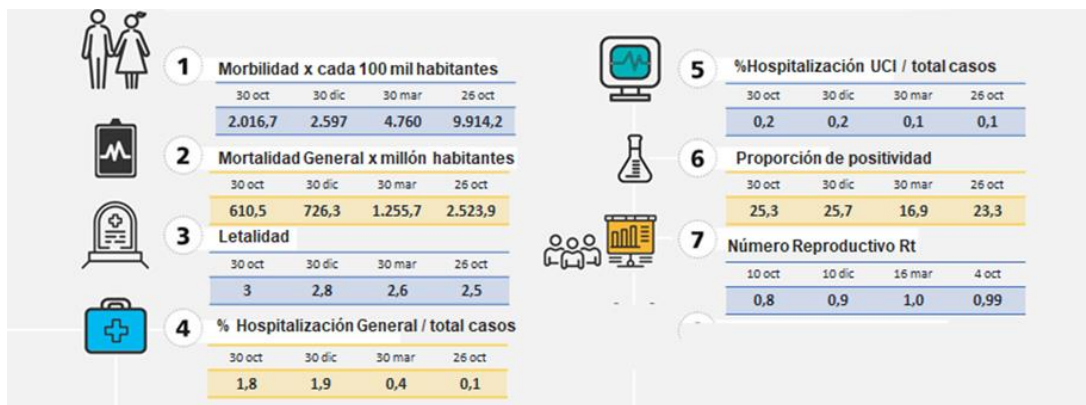 1 Morbilidad x cada 100 mil habitantes
30 oct 30 dic 30 mar 26 oct
2.016,7 2.597 4.760 9.914,2
2 Mortalidad General x millón habitantes
30 oct 30 dic 30 mar 26 oct
610,5 726,3 1.255,7 2.523,9
3 Letalidad
30 oct 30 dic 30 mar 26 oct
3 2,8 2,6 2,5
4 % Hospitalización General / total casos
30 oct 30 dic 30 mar 26 oct
1,8 1,9 0,4 0,1
5 %Hospitalización UCI / total casos
30 oct 30 dic 30 mar 26 oct
0,2 0,2 0,1 0,1
6 Proporción de positividad
30 oct 30 dic 30 mar 26 oct
25,3 25,7 16,9 23,3
7 Número Reproductivo Rt
10 oct 10 dic 16 mar 4 oct
0,8 0,9 1,0 0,99